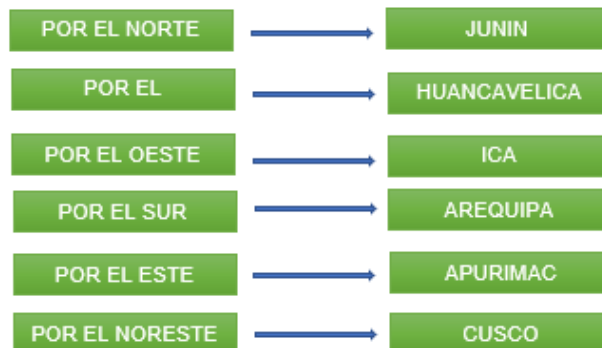 POR EL NORTE JUNIN
POR EL HUANCAVELICA
POR EL OESTE ICA
POR EL SUR AREQUIPA
POR EL ESTE APURIMAC
POR EL NORESTE CUSCO